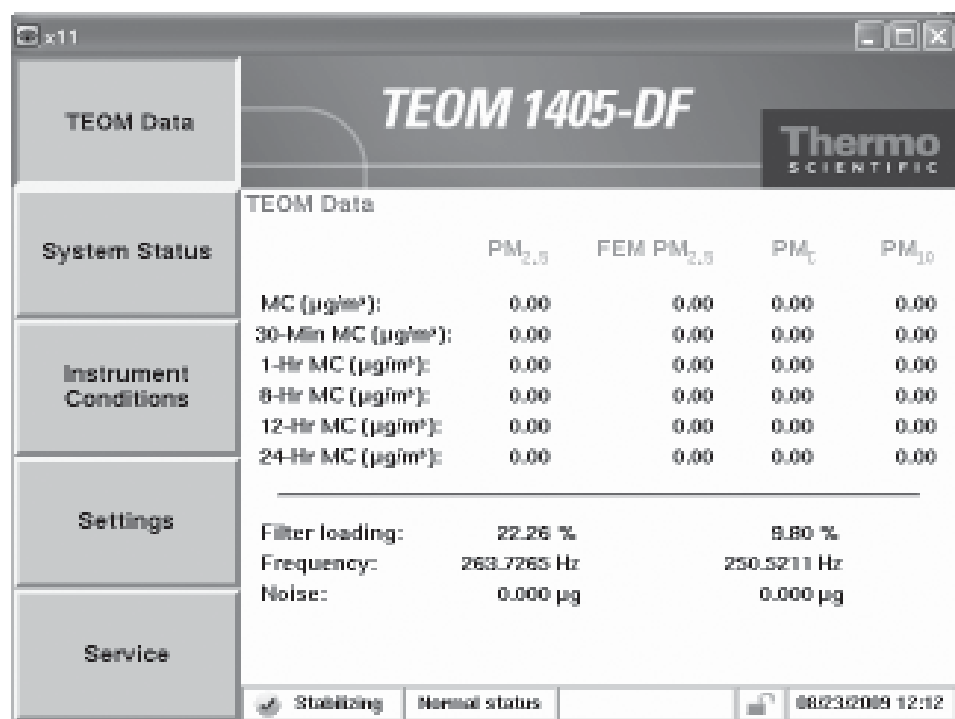 x11
TEOM 1405-DF
Thermo
SCIENTIFIC
TEOM Data
System Status
Instrument
Conditions
Settings
Service
TEOM Data
PM2.5 FEM PM2.5 PMc PM10
MC (µg/m³): 0.00 0.00 0.00 0.00
30-Min MC (µg/m³): 0.00 0.00 0.00 0.00
1-Hr MC (µg/m³): 0.00 0.00 0.00 0.00
8-Hr MC (µg/m³): 0.00 0.00 0.00 0.00
12-Hr MC (µg/m³): 0.00 0.00 0.00 0.00
24-Hr MC (µg/m³): 0.00 0.00 0.00 0.00
Filter loading: 22.26 % 9.80 %
Frequency: 263.7265 Hz 250.5211 Hz
Noise: 0.000 µg 0.000 µg
Stabilizing Normal status 08/23/2009 12:12